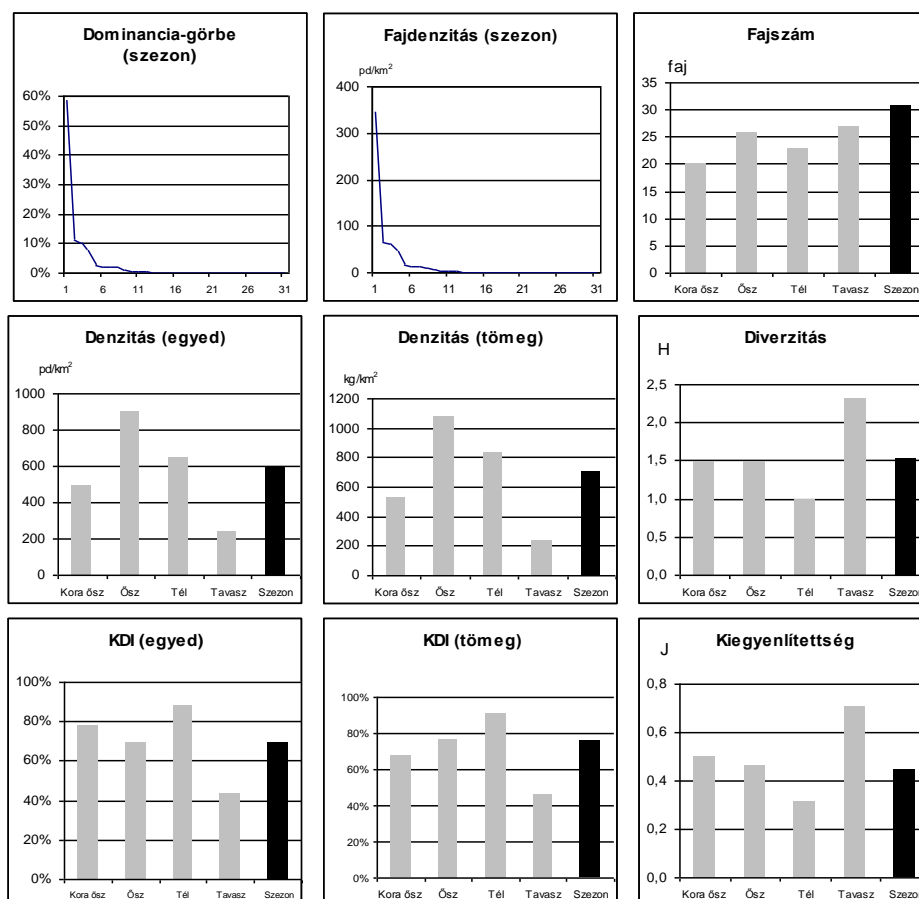 Dominancia-görbe
(szezon)
60%
50%
40%
30%
20%
10%
0%
1 6 11 16 21 26 31
Fajdenzitás (szezon)
pd/km²
400
300
200
100
0
1 6 11 16 21 26 31
Fajszám
faj
35
30
25
20
15
10
5
0
Kora ősz Ősz Tél Tavasz Szezon
Denzitás (egyed)
pd/km²
1000
800
600
400
200
0
Kora ősz Ősz Tél Tavasz Szezon
Denzitás (tömeg)
kg/km²
1200
1000
800
600
400
200
0
Kora ősz Ősz Tél Tavasz Szezon
Diverzitás
H
2,5
2,0
1,5
1,0
0,5
0,0
Kora ősz Ősz Tél Tavasz Szezon
KDI (egyed)
100%
80%
60%
40%
20%
0%
Kora ősz Ősz Tél Tavasz Szezon
KDI (tömeg)
100%
80%
60%
40%
20%
0%
Kora ősz Ősz Tél Tavasz Szezon
Kiegyenlítettség
J
0,8
0,6
0,4
0,2
0,0
Kora ősz Ősz Tél Tavasz Szezon